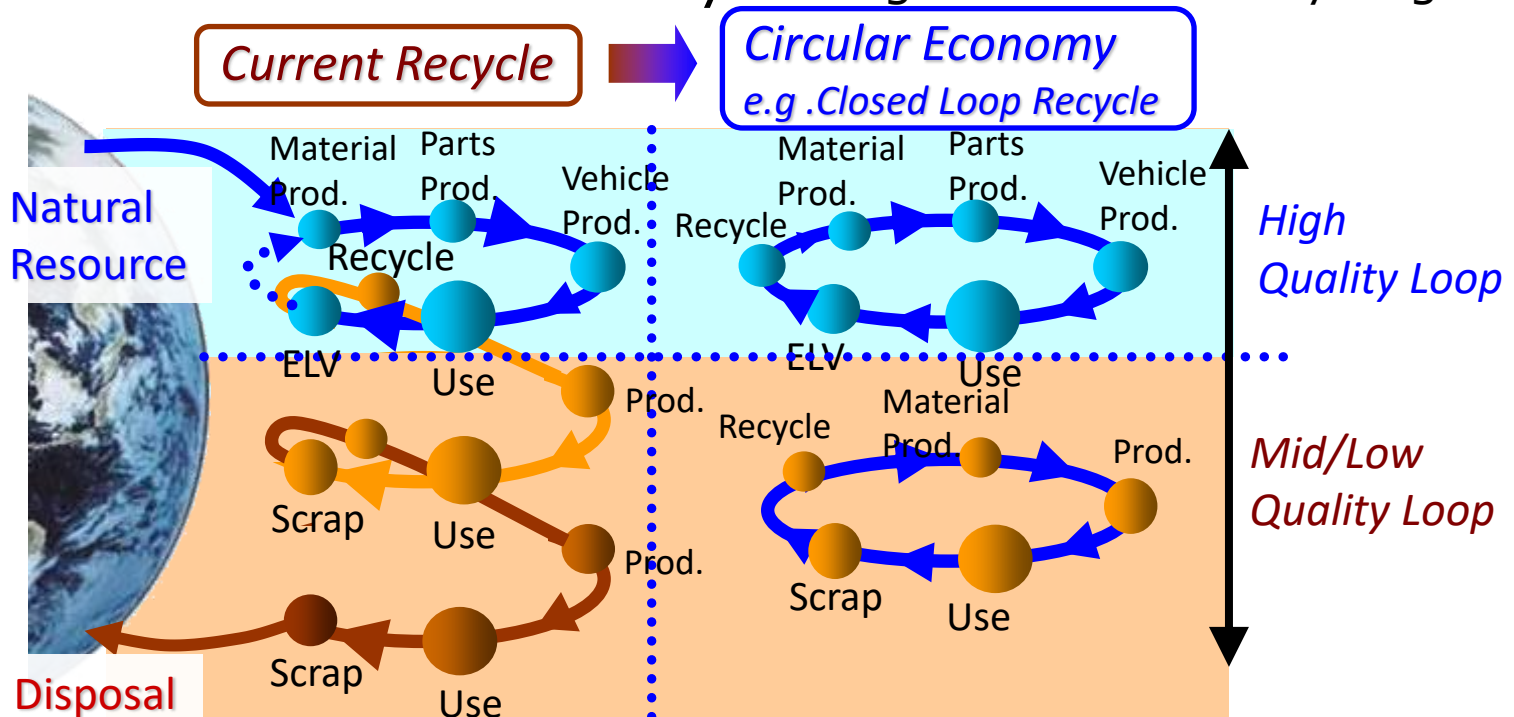 Current Recycle
Circular Economy
e.g .Closed Loop Recycle
Natural
Resource
Material
Prod.
Parts
Prod.
Vehicle
Prod.
Recycle
ELV
Use
Prod.
Scrap
Use
Prod.
Scrap
Use
Disposal
Material
Prod.
Parts
Prod.
Vehicle
Prod.
Recycle
ELV
Use
High
Quality Loop
Recycle
Material
Prod.
Prod.
Scrap
Use
Mid/Low
Quality Loop